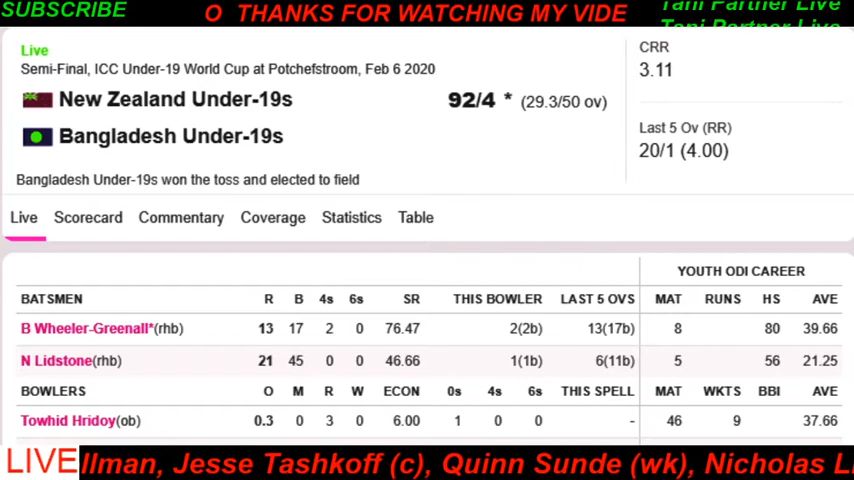 SUBSCRIBE
O THANKS FOR WATCHING MY VIDE
Tani Partner Live
Live
Semi-Final, ICC Under-19 World Cup at Potchefstroom, Feb 6 2020
New Zealand Under-19s 92/4 * (29.3/50 ov)
Bangladesh Under-19s
Bangladesh Under-19s won the toss and elected to field
CRR
3.11
Last 5 Ov (RR)
20/1 (4.00)
Live Scorecard Commentary Coverage Statistics Table
YOUTH ODI CAREER
BATSMEN R B 4s 6s SR THIS BOWLER LAST 5 OVS MAT RUNS HS AVE
B Wheeler-Greenall*(rhb) 13 17 2 0 76.47 2(2b) 13(17b) 8 80 39.66
N Lidstone(rhb) 21 45 0 0 46.66 1(1b) 6(11b) 5 56 21.25
BOWLERS O M R W ECON 0s 4s 6s THIS SPELL MAT WKTS BBI AVE
Towhid Hridoy(ob) 0.3 0 3 0 6.00 1 0 0 - 46 9 37.66
LIVE llman, Jesse Tashkoff (c), Quinn Sunde (wk), Nicholas Li